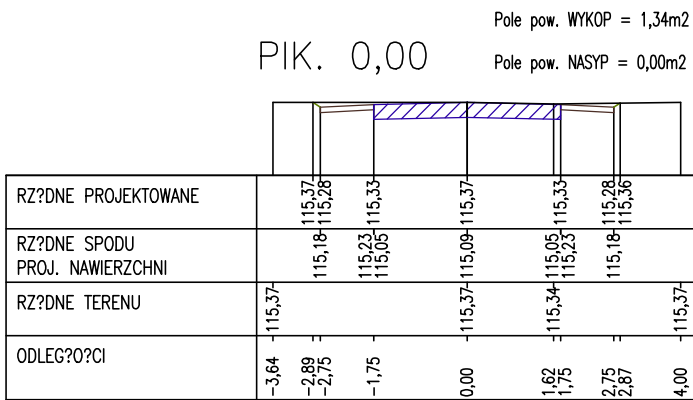 Pole pow. WYKOP = 1,34m2
PIK. 0,00
Pole pow. NASYP = 0,00m2
RZ?DNE PROJEKTOWANE
115,37 115,28 115,33 115,37 115,33 115,28 115,36
RZ?DNE SPODU
PROJ. NAWIERZCHNI
115,18 115,23 115,05 115,09 115,05 115,23 115,18
RZ?DNE TERENU
115,37 115,37 115,34 115,37
ODLEG?O?CI
-3,64 -2,89 -2,75 -1,75 0,00 1,62 1,75 2,75 2,87 4,00